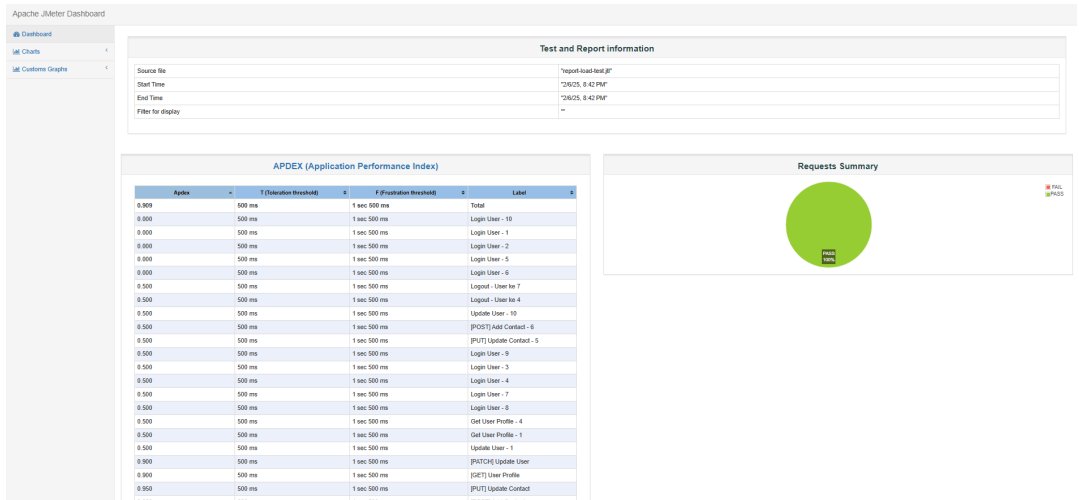 Apache JMeter Dashboard
Dashboard
Charts
Customs Graphs
Test and Report information
Source file "report-load-test.jtl"
Start Time "2/6/25, 8:42 PM"
End Time "2/6/25, 8:42 PM"
Filter for display ""
APDEX (Application Performance Index)
Apdex T (Toleration threshold) F (Frustration threshold) Label
0.909 500 ms 1 sec 500 ms Total
0.000 500 ms 1 sec 500 ms Login User - 10
0.000 500 ms 1 sec 500 ms Login User - 1
0.000 500 ms 1 sec 500 ms Login User - 2
0.000 500 ms 1 sec 500 ms Login User - 5
0.000 500 ms 1 sec 500 ms Login User - 6
0.500 500 ms 1 sec 500 ms Logout - User ke 7
0.500 500 ms 1 sec 500 ms Logout - User ke 4
0.500 500 ms 1 sec 500 ms Update User - 10
0.500 500 ms 1 sec 500 ms [POST] Add Contact - 6
0.500 500 ms 1 sec 500 ms [PUT] Update Contact - 5
0.500 500 ms 1 sec 500 ms Login User - 9
0.500 500 ms 1 sec 500 ms Login User - 3
0.500 500 ms 1 sec 500 ms Login User - 4
0.500 500 ms 1 sec 500 ms Login User - 7
0.500 500 ms 1 sec 500 ms Login User - 8
0.500 500 ms 1 sec 500 ms Get User Profile - 4
0.500 500 ms 1 sec 500 ms Get User Profile - 1
0.500 500 ms 1 sec 500 ms Update User - 1
0.900 500 ms 1 sec 500 ms [PATCH] Update User
0.900 500 ms 1 sec 500 ms [GET] User Profile
0.950 500 ms 1 sec 500 ms [PUT] Update Contact
Requests Summary
FAIL
PASS
PASS
100%